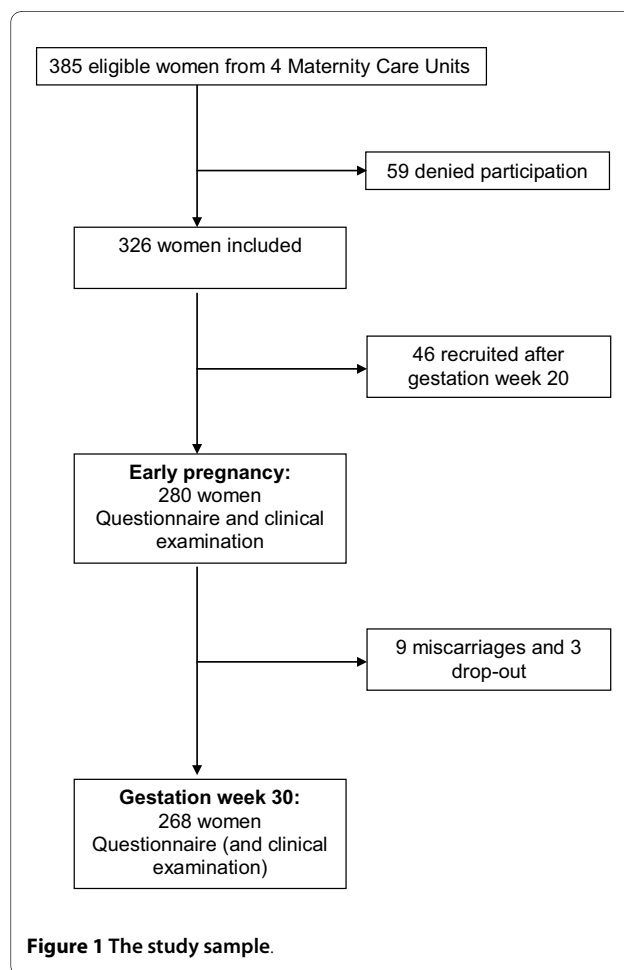 385 eligible women from 4 Maternity Care Units
59 denied participation
326 women included
46 recruited after
gestation week 20
Early pregnancy:
280 women
Questionnaire and clinical
examination
9 miscarriages and 3
drop-out
Gestation week 30:
268 women
Questionnaire (and clinical
examination)
Figure 1 The study sample.